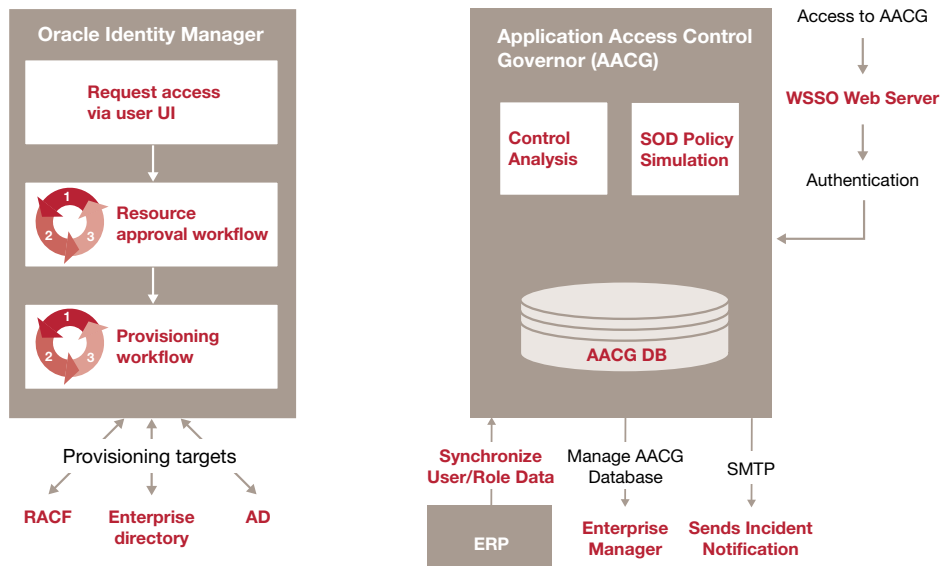 Oracle Identity Manager
Request access
via user UI
1
2
3
Resource
approval workflow
1
2
3
Provisioning
workflow
Provisioning targets
RACF
Enterprise
directory
AD
Application Access Control
Governor (AACG)
Control
Analysis
SOD Policy
Simulation
AACG DB
Access to AACG
WSSO Web Server
Authentication
Synchronize
User/Role Data
ERP
Manage AACG
Database
Enterprise
Manager
SMTP
Sends Incident
Notification